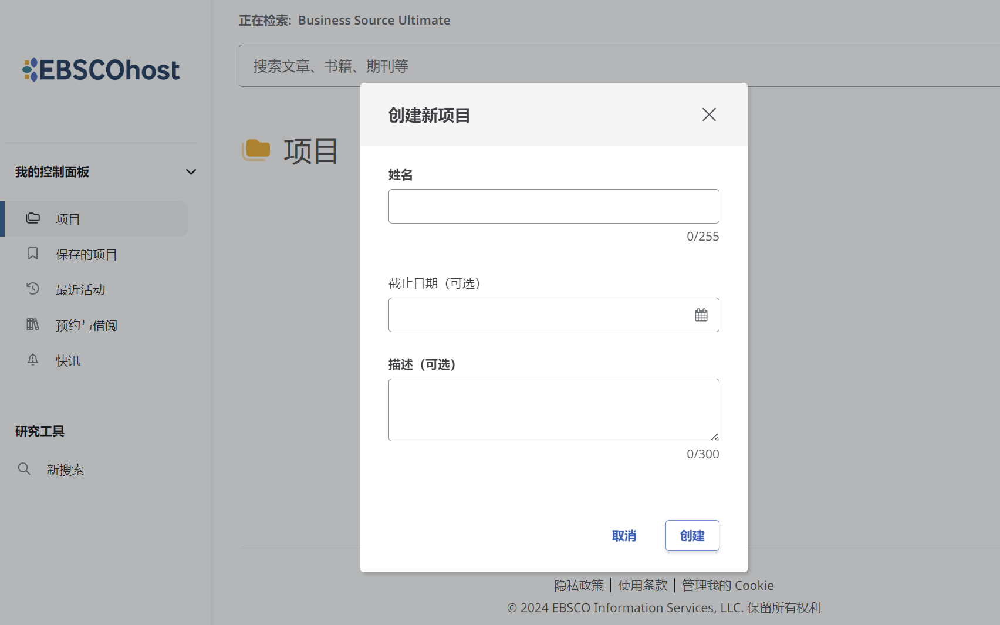 正在检索: Business Source Ultimate
EBSCOhost
搜索文章、书籍、期刊等
创建新项目
项目
我的控制面板
项目
保存的项目
最近活动
预约与借阅
快讯
研究工具
新搜索
姓名
0/255
截止日期（可选）
描述（可选）
0/300
取消
创建
隐私政策 | 使用条款 | 管理我的 Cookie
© 2024 EBSCO Information Services, LLC. 保留所有权利